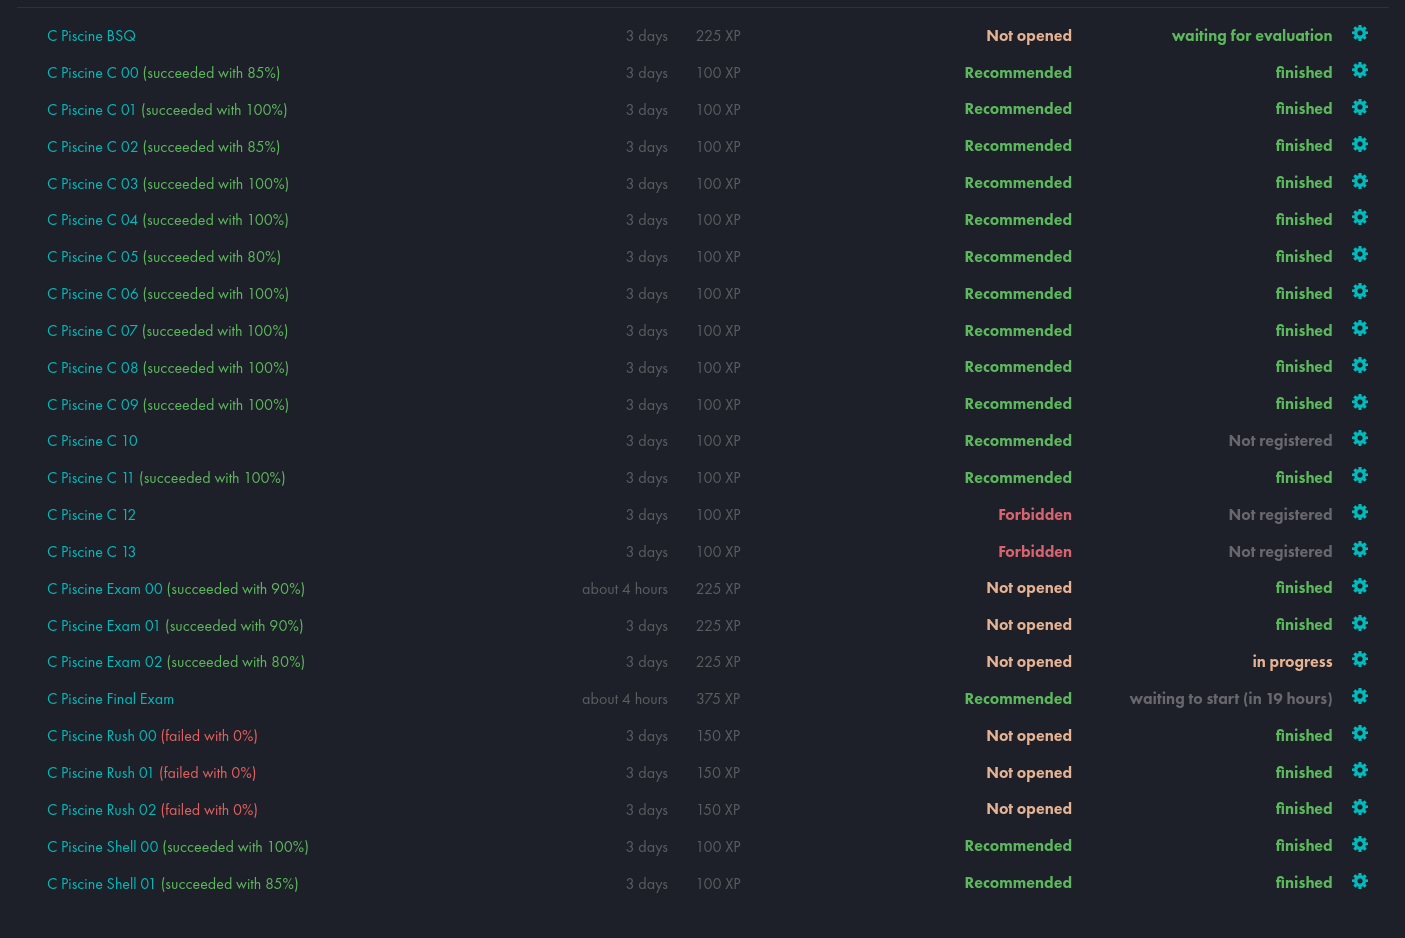 C Piscine BSQ 3 days 225 XP Not opened waiting for evaluation
C Piscine C 00 (succeeded with 85%) 3 days 100 XP Recommended finished
C Piscine C 01 (succeeded with 100%) 3 days 100 XP Recommended finished
C Piscine C 02 (succeeded with 85%) 3 days 100 XP Recommended finished
C Piscine C 03 (succeeded with 100%) 3 days 100 XP Recommended finished
C Piscine C 04 (succeeded with 100%) 3 days 100 XP Recommended finished
C Piscine C 05 (succeeded with 80%) 3 days 100 XP Recommended finished
C Piscine C 06 (succeeded with 100%) 3 days 100 XP Recommended finished
C Piscine C 07 (succeeded with 100%) 3 days 100 XP Recommended finished
C Piscine C 08 (succeeded with 100%) 3 days 100 XP Recommended finished
C Piscine C 09 (succeeded with 100%) 3 days 100 XP Recommended finished
C Piscine C 10 3 days 100 XP Recommended Not registered
C Piscine C 11 (succeeded with 100%) 3 days 100 XP Recommended finished
C Piscine C 12 3 days 100 XP Forbidden Not registered
C Piscine C 13 3 days 100 XP Forbidden Not registered
C Piscine Exam 00 (succeeded with 90%) about 4 hours 225 XP Not opened finished
C Piscine Exam 01 (succeeded with 90%) 3 days 225 XP Not opened finished
C Piscine Exam 02 (succeeded with 80%) 3 days 225 XP Not opened in progress
C Piscine Final Exam about 4 hours 375 XP Recommended waiting to start (in 19 hours)
C Piscine Rush 00 (failed with 0%) 3 days 150 XP Not opened finished
C Piscine Rush 01 (failed with 0%) 3 days 150 XP Not opened finished
C Piscine Rush 02 (failed with 0%) 3 days 150 XP Not opened finished
C Piscine Shell 00 (succeeded with 100%) 3 days 100 XP Recommended finished
C Piscine Shell 01 (succeeded with 85%) 3 days 100 XP Recommended finished